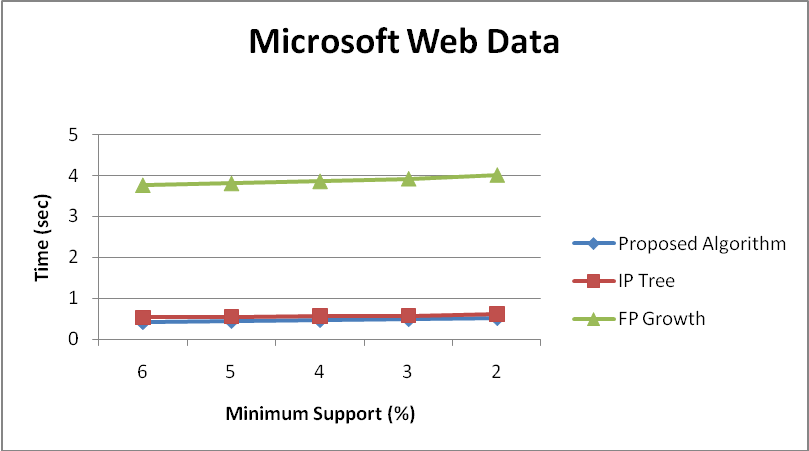 Microsoft Web Data
5
4
3
2
1
0
Time (sec)
6 5 4 3 2
Minimum Support (%)
Proposed Algorithm
IP Tree
FP Growth